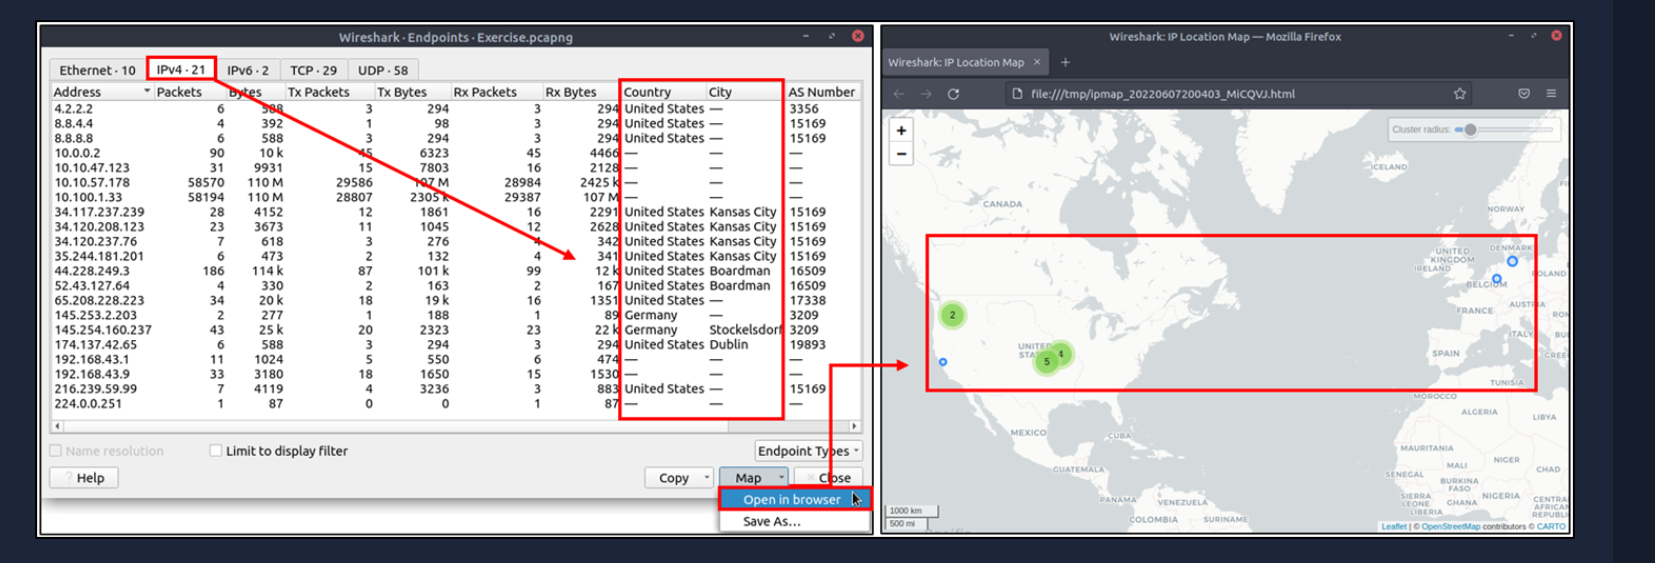 Wireshark · Endpoints · Exercise.pcapng
Ethernet · 10 IPv4 · 21 IPv6 · 2 TCP · 29 UDP · 58
Address Packets Bytes Tx Packets Tx Bytes Rx Packets Rx Bytes Country City AS Number
4.2.2.2 6 588 3 294 3 294 United States — 3356
8.8.4.4 4 392 1 98 3 294 United States — 15169
8.8.8.8 6 588 3 294 3 294 United States — 15169
10.0.0.2 90 10 k 45 6323 45 4466 — — —
10.10.47.123 31 9931 15 7803 16 2128 — — —
10.10.57.178 58570 110 M 29586 107 M 28984 2425 k — — —
10.100.1.33 58194 110 M 28807 2305 k 29387 107 M — — —
34.117.237.239 28 4152 12 1861 16 2291 United States Kansas City 15169
34.120.208.123 23 3673 11 1045 12 2628 United States Kansas City 15169
34.120.237.76 7 618 3 276 4 342 United States Kansas City 15169
35.244.181.201 6 473 2 132 4 341 United States Kansas City 15169
44.228.249.3 186 114 k 87 101 k 99 12 k United States Boardman 16509
52.43.127.64 4 330 2 163 2 167 United States Boardman 16509
65.208.228.223 34 20 k 18 19 k 16 1351 United States — 17338
145.253.2.203 2 277 1 188 1 89 Germany — 3209
145.254.160.237 43 25 k 20 2323 23 22 k Germany Stockelsdorf 3209
174.137.42.65 6 588 3 294 3 294 United States Dublin 19893
192.168.43.1 11 1024 5 550 6 474 — — —
192.168.43.9 33 3180 18 1650 15 1530 — — —
216.239.59.99 7 4119 4 3236 3 883 United States — 15169
224.0.0.251 1 87 0 0 1 87 — — —
Name resolution Limit to display filter Endpoint Types
Help Copy Map Close
Open in browser
Save As...
Wireshark: IP Location Map — Mozilla Firefox
Wireshark: IP Location Map × +
file:///tmp/ipmap_20220607200403_MiCQVJ.html
+
−
Cluster radius:
ICELAND
CANADA
NORWAY
UNITED KINGDOM
DENMARK
IRELAND
POLAND
BELGIUM
FRANCE
AUSTRIA
ROM
2
ITALY
BU
UNITED STATES
5
4
SPAIN
GREE
TUNISIA
MOROCCO
ALGERIA
LIBYA
MEXICO
CUBA
MAURITANIA
MALI
NIGER
CHAD
GUATEMALA
SENEGAL
BURKINA FASO
PANAMA
VENEZUELA
SIERRA LEONE
GHANA
NIGERIA
CENTRA AFRICAN REPUBLI
LIBERIA
COLOMBIA
SURINAME
1000 km
500 mi
Leaflet | © OpenStreetMap contributors © CARTO